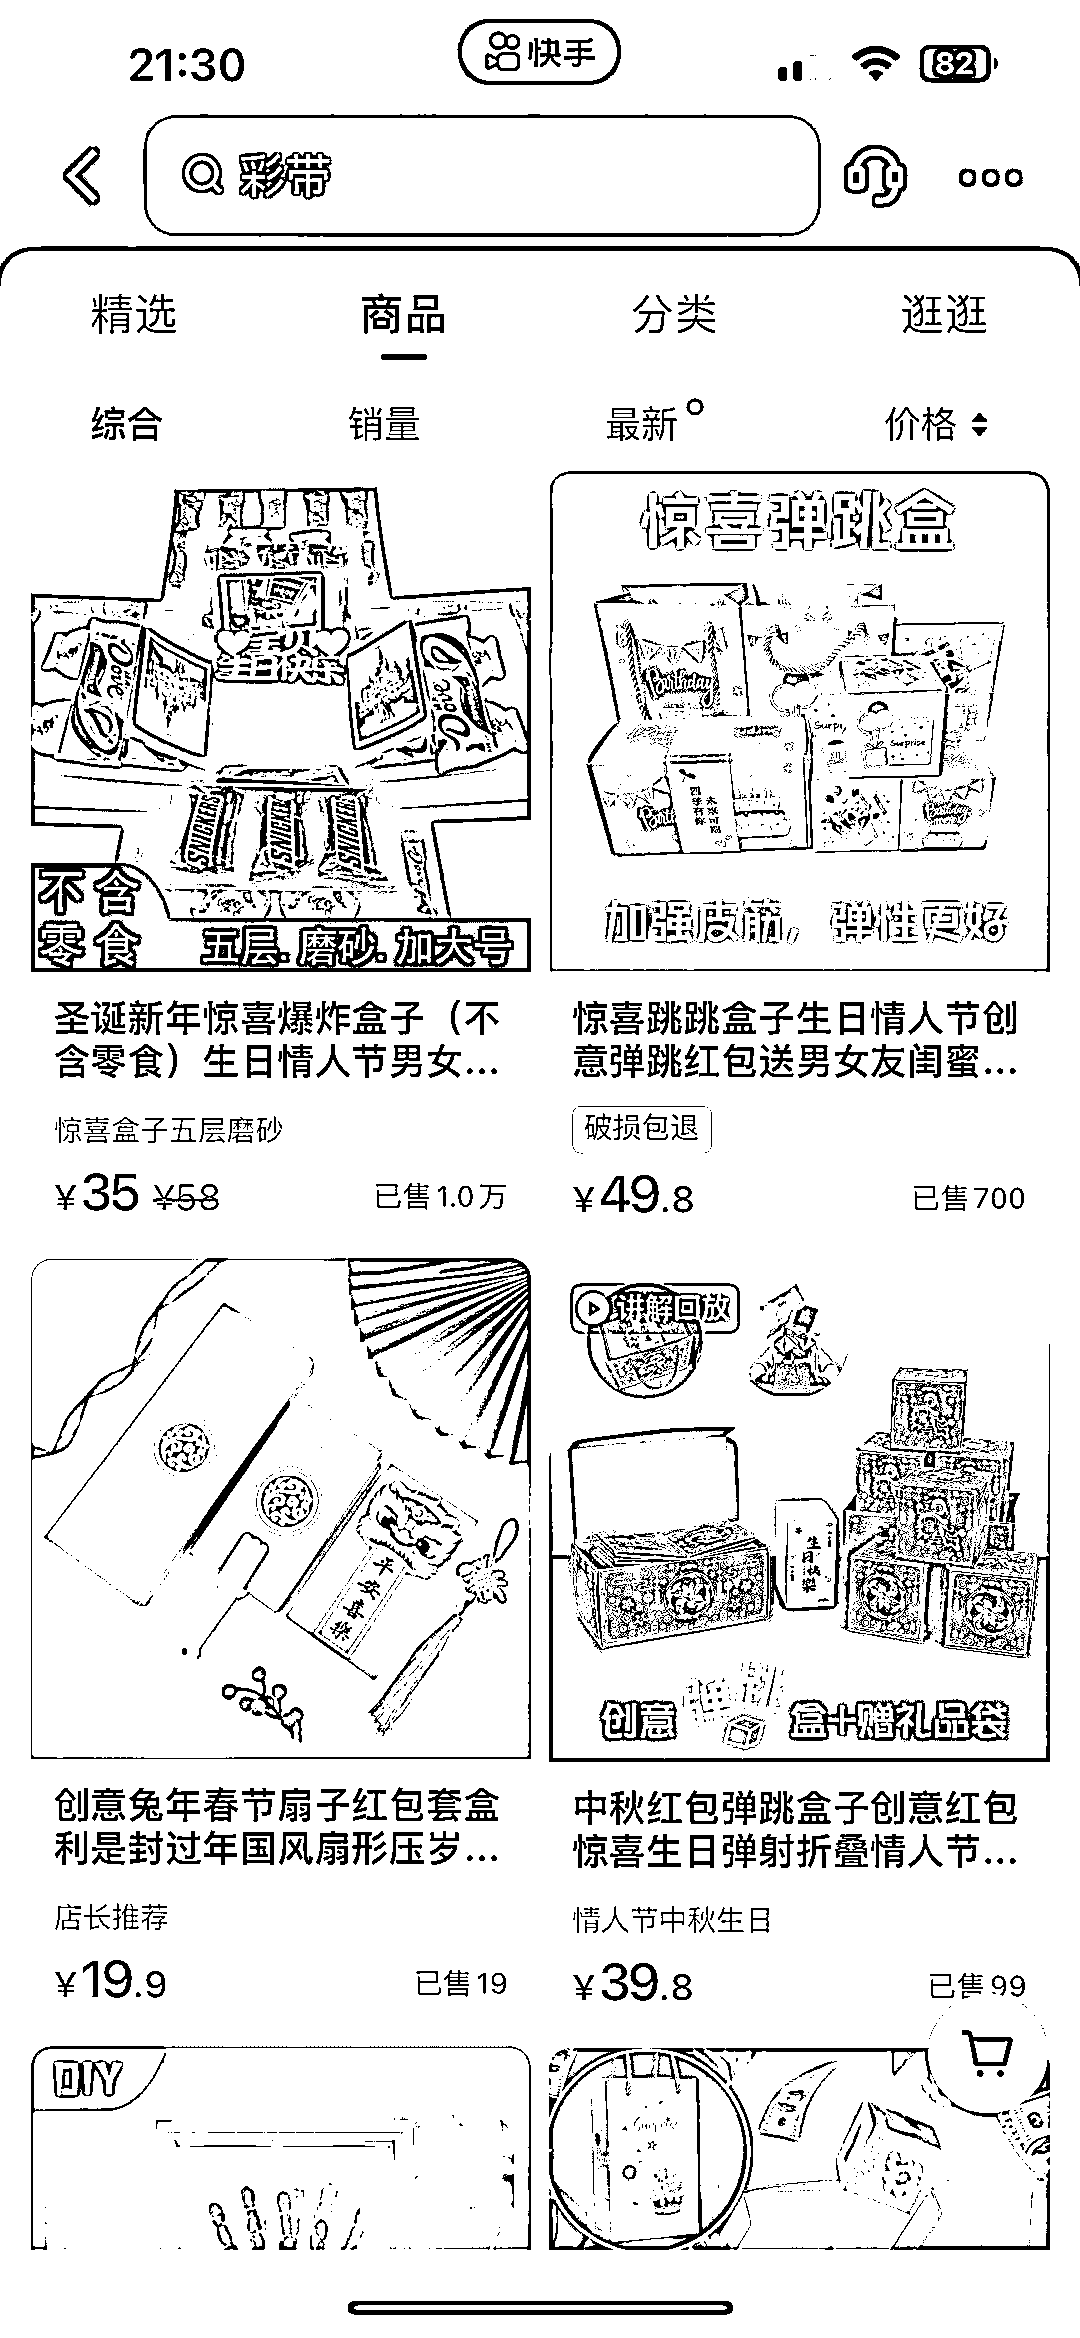 21:30
快手
82
彩带
精选 商品 分类 逛逛
综合 销量 最新 价格
生日快乐
Dove
SNICKERS
不含
零食
五层.磨砂.加大号
圣诞新年惊喜爆炸盒子（不
含零食）生日情人节男女...
惊喜盒子五层磨砂
¥35 ¥58 已售1.0万
惊喜弹跳盒
Surprise
加强皮筋，弹性更好
惊喜跳跳盒子生日情人节创
意弹跳红包送男女友闺蜜...
破损包退
¥49.8 已售700
平安喜乐
创意兔年春节扇子红包套盒
利是封过年国风扇形压岁...
店长推荐
¥19.9 已售19
讲解回放
生日快乐
创意弹跳盒+赠礼品袋
中秋红包弹跳盒子创意红包
惊喜生日弹射折叠情人节...
情人节中秋生日
¥39.8 已售99
DIY
Surprise